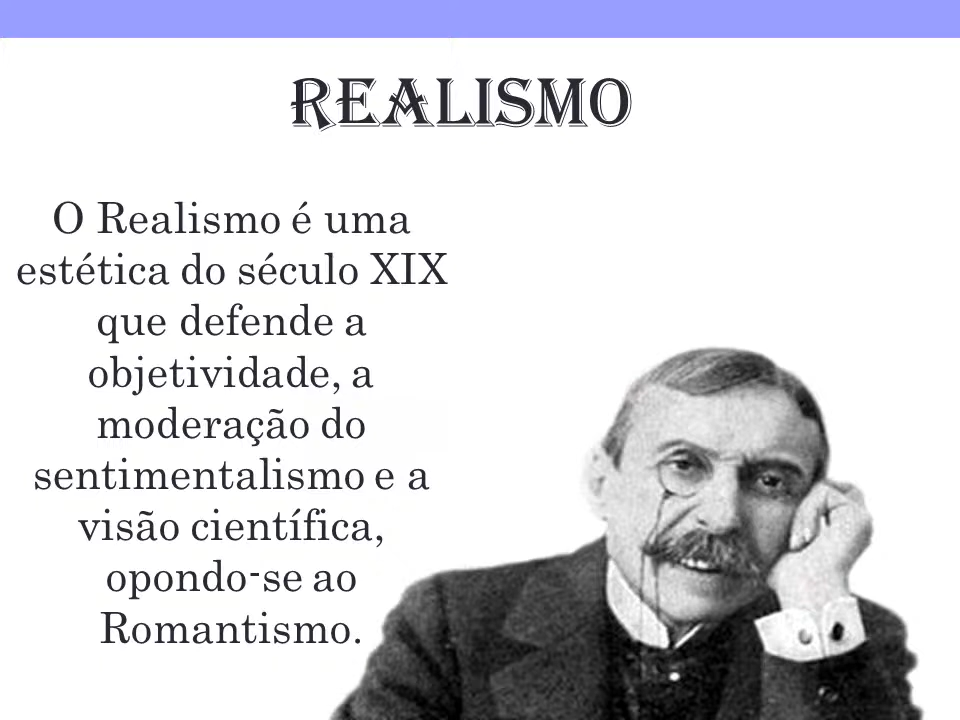 REALISMO
O Realismo é uma
estética do século XIX
que defende a
objetividade, a
moderação do
sentimentalismo e a
visão científica,
opondo-se ao
Romantismo.